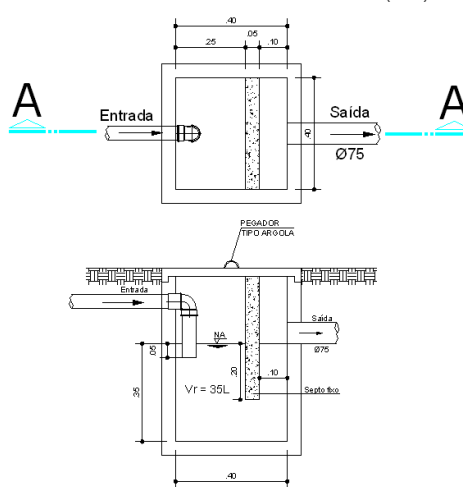 .40
.05
.25
.10
A
Entrada
Saída
A
.40
Ø75
PEGADOR
TIPO ARGOLA
Entrada
Saída
NA
.05
Ø75
.20
.10
.35
Vr = 35L
Septo fixo
.40